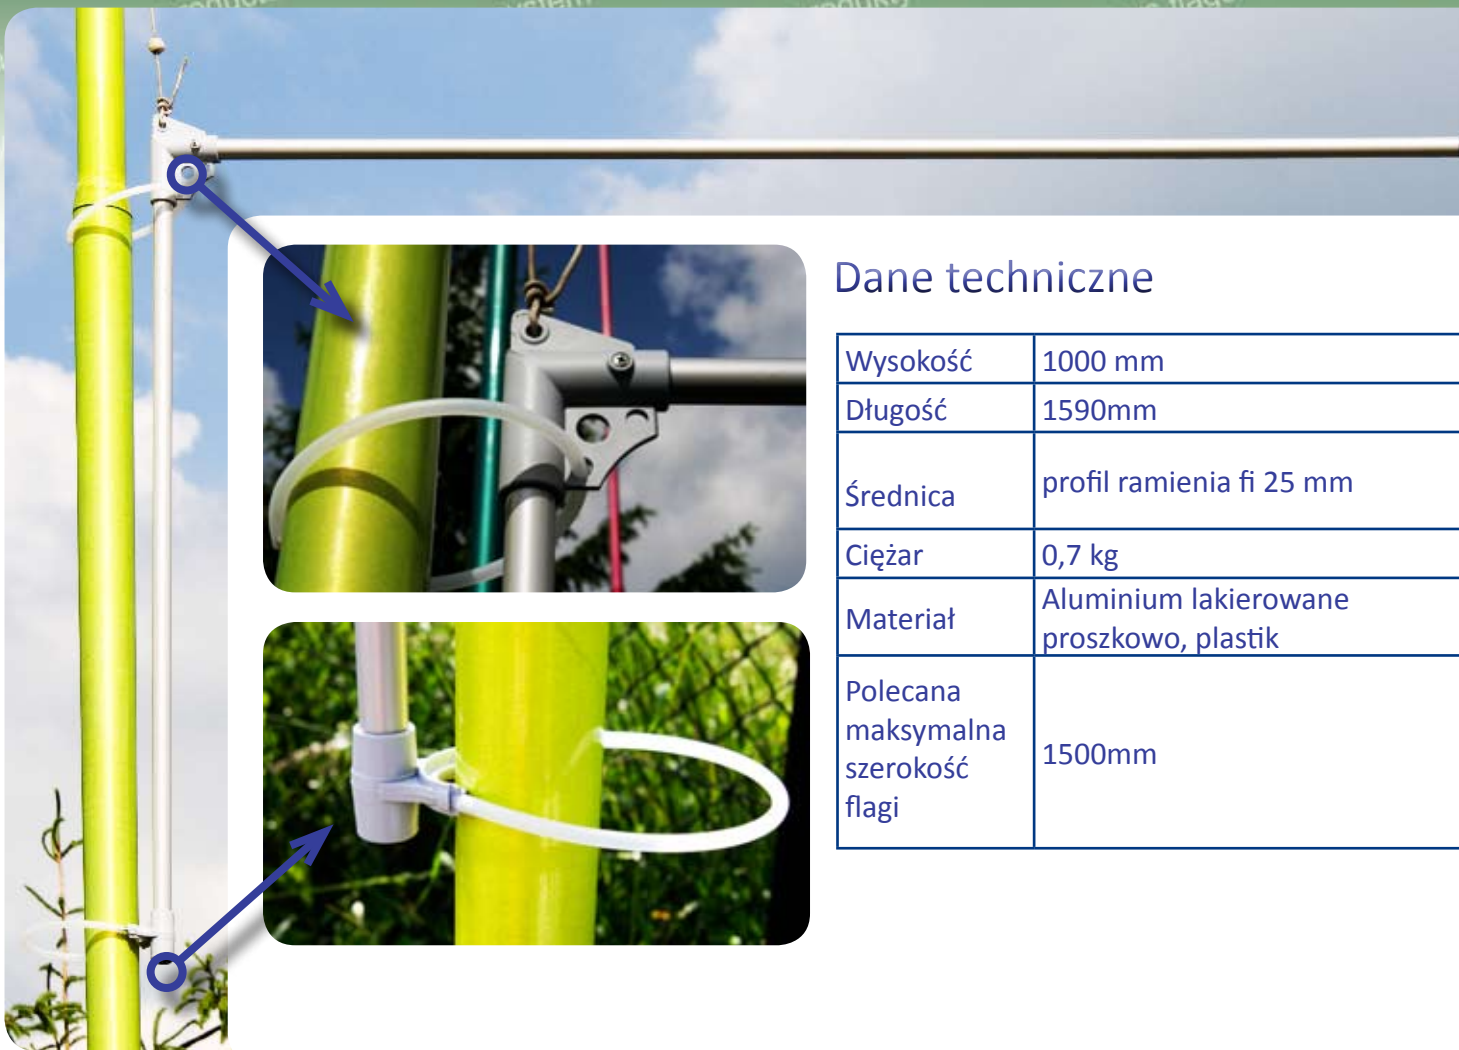 Dane techniczne
Wysokość 1000 mm
Długość 1590mm
Średnica profil ramienia fi 25 mm
Ciężar 0,7 kg
Materiał Aluminium lakierowane
proszkowo, plastik
Polecana
maksymalna
szerokość
flagi
1500mm